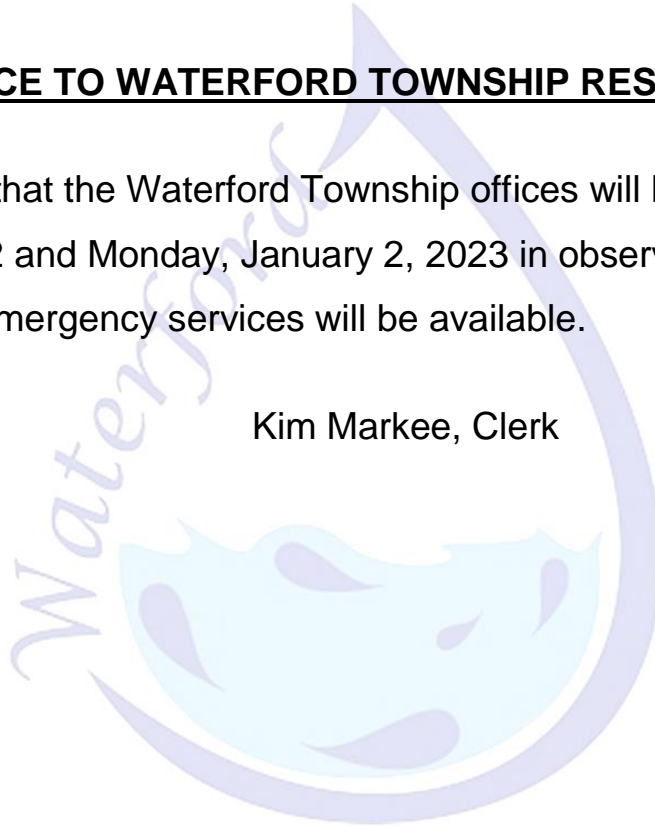 CE TO WATERFORD TOWNSHIP RES
that the Waterford Township offices will
2 and Monday, January 2, 2023 in obser
mergency services will be available.
Kim Markee, Clerk
Waterford